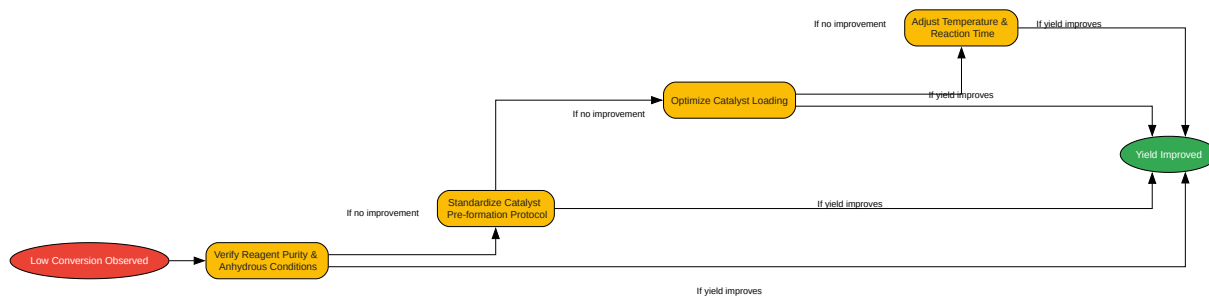 If no improvement
Adjust Temperature &
Reaction Time
If yield improves
Optimize Catalyst Loading
If yield improves
If no improvement
Yield Improved
Standardize Catalyst
Pre-formation Protocol
If yield improves
If no improvement
Low Conversion Observed
Verify Reagent Purity &
Anhydrous Conditions
If yield improves